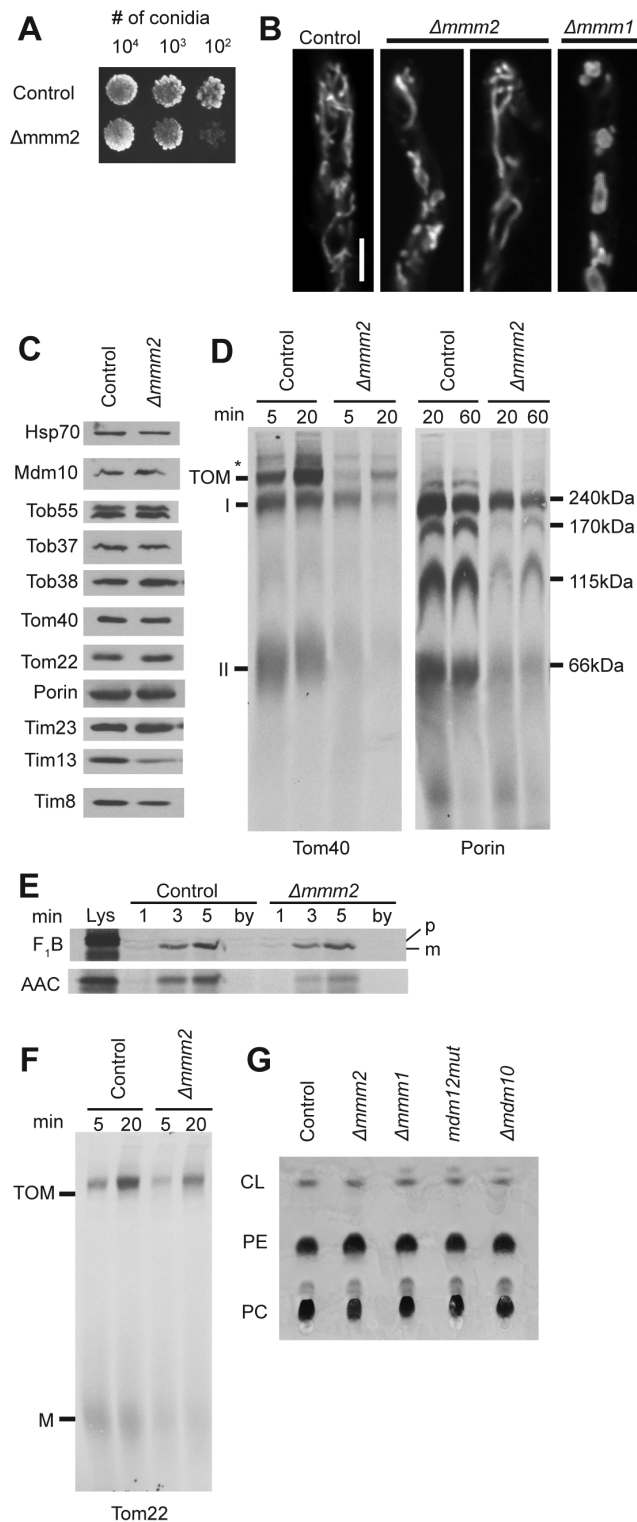 A
# of conidia
10⁴ 10³ 10²
Control
Δmmm2
B
Control Δmmm2 Δmmm1
C
Control Δmmm2
Hsp70
Mdm10
Tob55
Tob37
Tob38
Tom40
Tom22
Porin
Tim23
Tim13
Tim8
D
Control Δmmm2 Control Δmmm2
min 5 20 5 20 20 60 20 60
*
TOM
I
II
240kDa
170kDa
115kDa
66kDa
Tom40 Porin
E
Control Δmmm2
min Lys 1 3 5 by 1 3 5 by
F₁B p
m
AAC
F
Control Δmmm2
min 5 20 5 20
TOM
M
Tom22
G
Control Δmmm2 Δmmm1 mdm12mut Δmdm10
CL
PE
PC